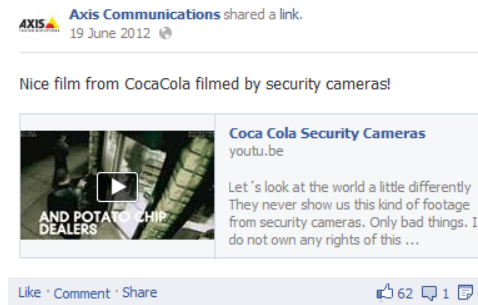 AXIS
Axis Communications shared a link.
19 June 2012
Nice film from CocaCola filmed by security cameras!
AND POTATO CHIP
DEALERS
Coca Cola Security Cameras
youtu.be
Let´s look at the world a little differently
They never show us this kind of footage
from security cameras. Only bad things. I
do not own any rights of this ...
Like · Comment · Share
62 1